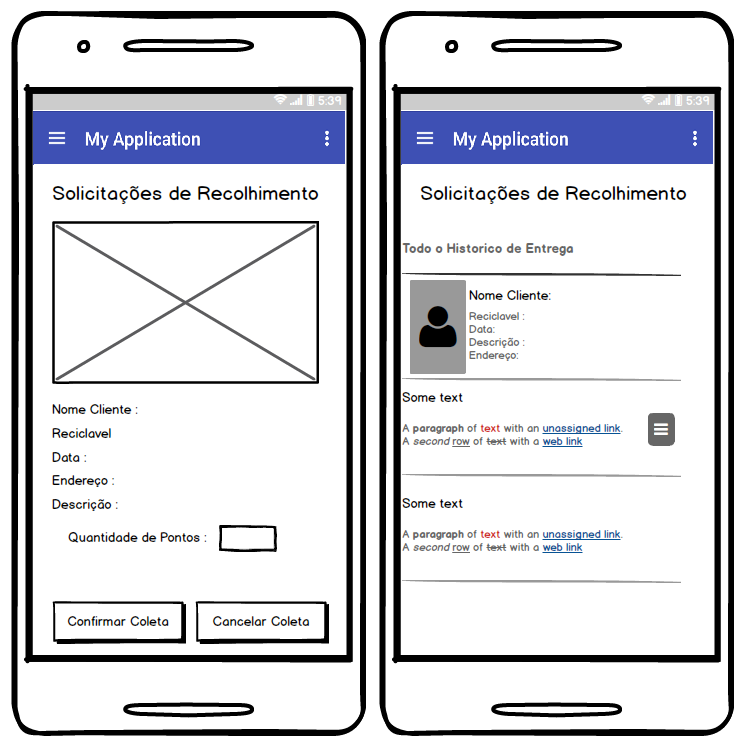 5:39
My Application
Solicitações de Recolhimento
Nome Cliente :
Reciclavel
Data :
Endereço :
Descrição :
Quantidade de Pontos :
Confirmar Coleta
Cancelar Coleta
5:39
My Application
Solicitações de Recolhimento
Todo o Historico de Entrega
Nome Cliente:
Reciclavel :
Data:
Descrição :
Endereço:
Some text
A paragraph of text with an unassigned link.
A second row of text with a web link
Some text
A paragraph of text with an unassigned link.
A second row of text with a web link